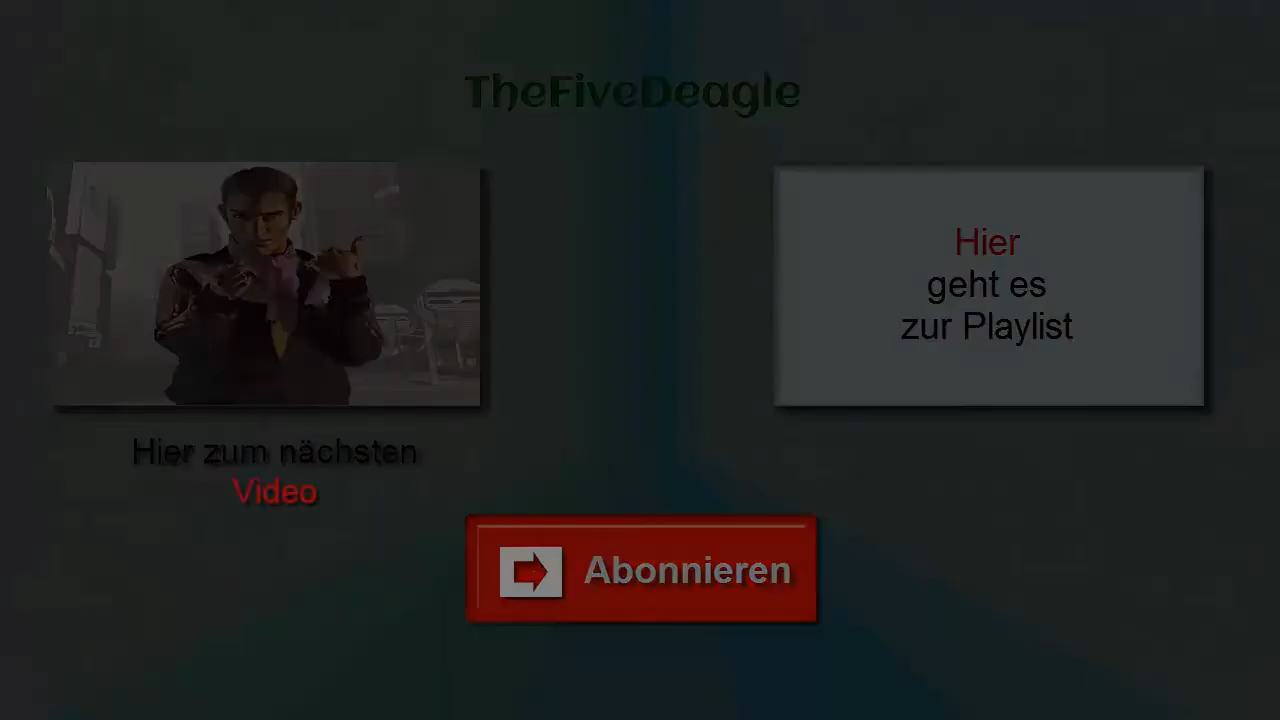 TheFiveDeagle
Hier
geht es
zur Playlist
Hier zum nächsten
Video
Abonnieren